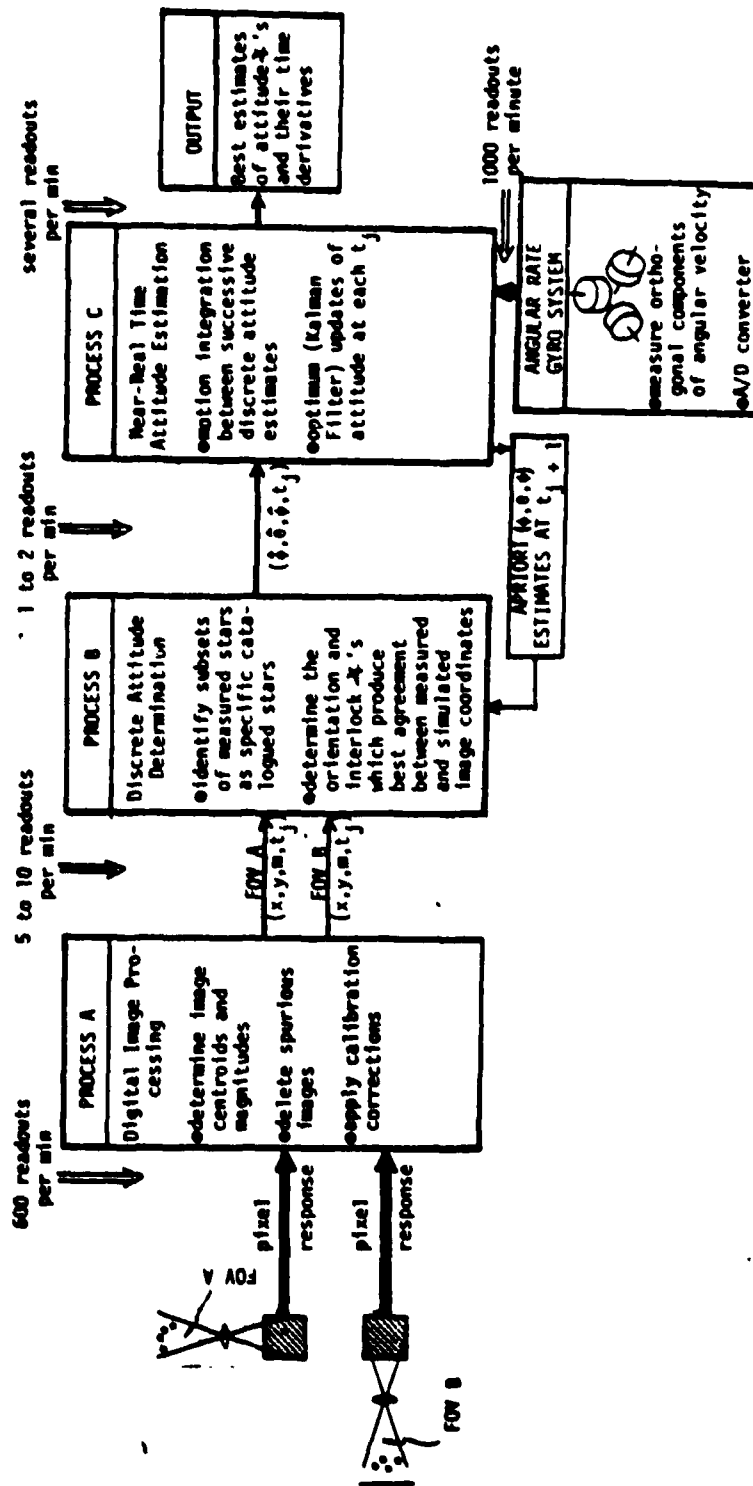 600 readouts
per min
5 to 10 readouts
per min
1 to 2 readouts
per min
several readouts
per min
FOV A
FOV B
pixel
response
pixel
response
PROCESS A
Digital Image Pro-
cessing
●determine image
centroids and
magnitudes
●delete spurious
images
●apply calibration
corrections
FOV A
(x,y,m,t_j)
FOV B
(x,y,m,t_j)
PROCESS B
Discrete Attitude
Determination
●identify subsets
of measured stars
as specific cata-
logued stars
●determine the
orientation and
interlock ∡'s
which produce
best agreement
between measured
and simulated
image coordinates
(φ̂,θ̂,ψ̂,t_j)
PROCESS C
Near-Real Time
Attitude Estimation
●motion integration
between successive
discrete attitude
estimates
●optimum (Kalman
Filter) updates of
attitude at each t_j
OUTPUT
Best estimates
of attitude ∡'s
and their time
derivatives
APRIORI (φ,θ,ψ)
ESTIMATES AT t_j + 1
1000 readouts
per minute
ANGULAR RATE
GYRO SYSTEM
●measure ortho-
gonal components
of angular velocity
●A/D converter